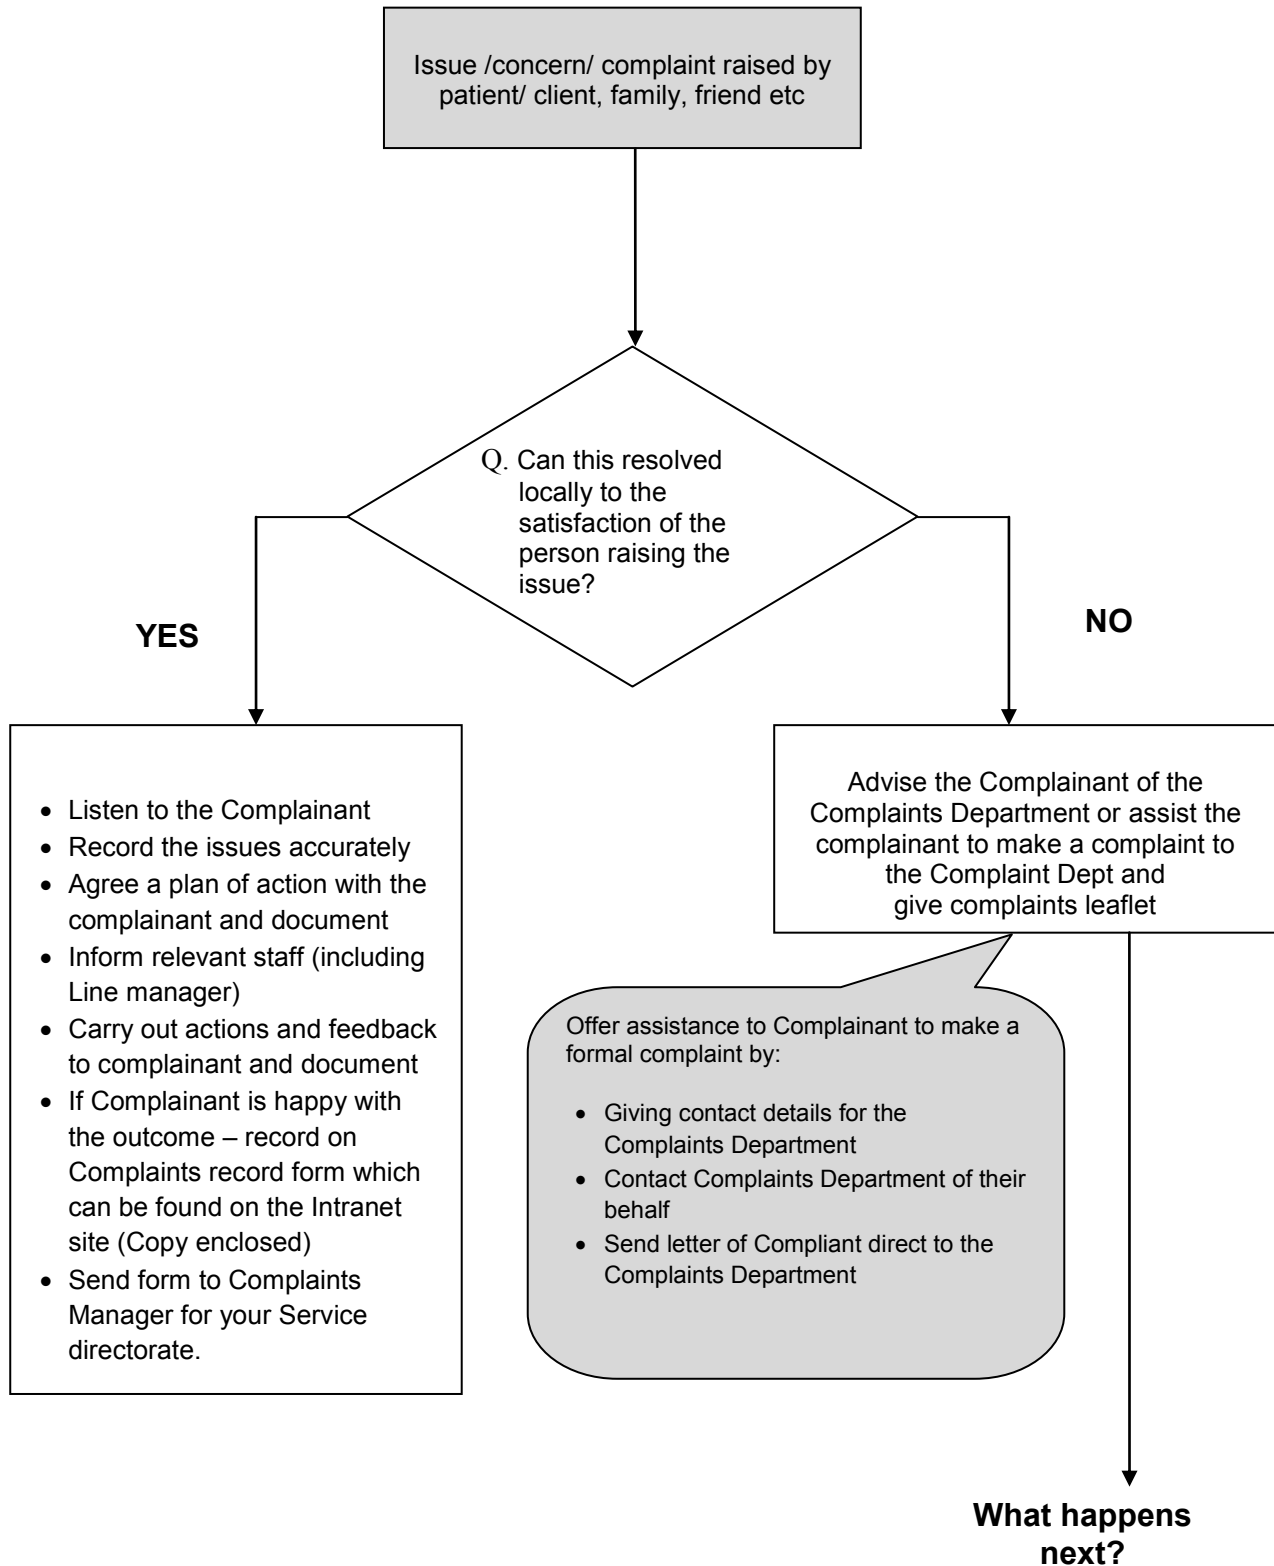 Issue /concern/ complaint raised by
patient/ client, family, friend etc
Q. Can this resolved
locally to the
satisfaction of the
person raising the
issue?
YES
NO
• Listen to the Complainant
• Record the issues accurately
• Agree a plan of action with the
complainant and document
• Inform relevant staff (including
Line manager)
• Carry out actions and feedback
to complainant and document
• If Complainant is happy with
the outcome – record on
Complaints record form which
can be found on the Intranet
site (Copy enclosed)
• Send form to Complaints
Manager for your Service
directorate.
Advise the Complainant of the
Complaints Department or assist the
complainant to make a complaint to
the Complaint Dept and
give complaints leaflet
Offer assistance to Complainant to make a
formal complaint by:
• Giving contact details for the
Complaints Department
• Contact Complaints Department of their
behalf
• Send letter of Compliant direct to the
Complaints Department
What happens
next?